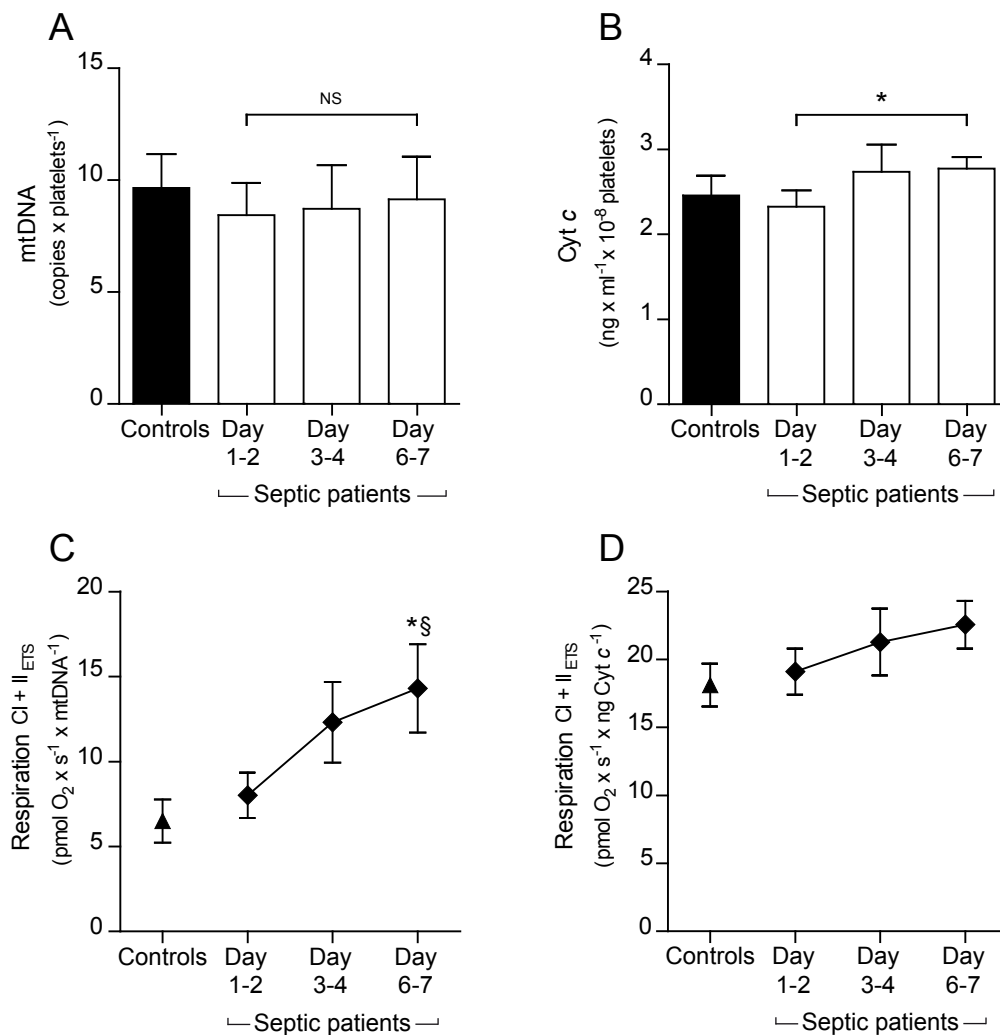 A
mtDNA
(copies x platelets⁻¹)
15
10
5
0
NS
Controls Day Day Day
1-2 3-4 6-7
Septic patients
B
Cyt c
(ng x ml⁻¹ x 10⁻⁸ platelets)
4
3
2
1
0
*
Controls Day Day Day
1-2 3-4 6-7
Septic patients
C
Respiration CI + II_ETS
(pmol O₂ x s⁻¹ x mtDNA⁻¹)
20
15
10
5
0
*§
Controls Day Day Day
1-2 3-4 6-7
Septic patients
D
Respiration CI + II_ETS
(pmol O₂ x s⁻¹ x ng Cyt c⁻¹)
25
20
15
10
5
0
Controls Day Day Day
1-2 3-4 6-7
Septic patients